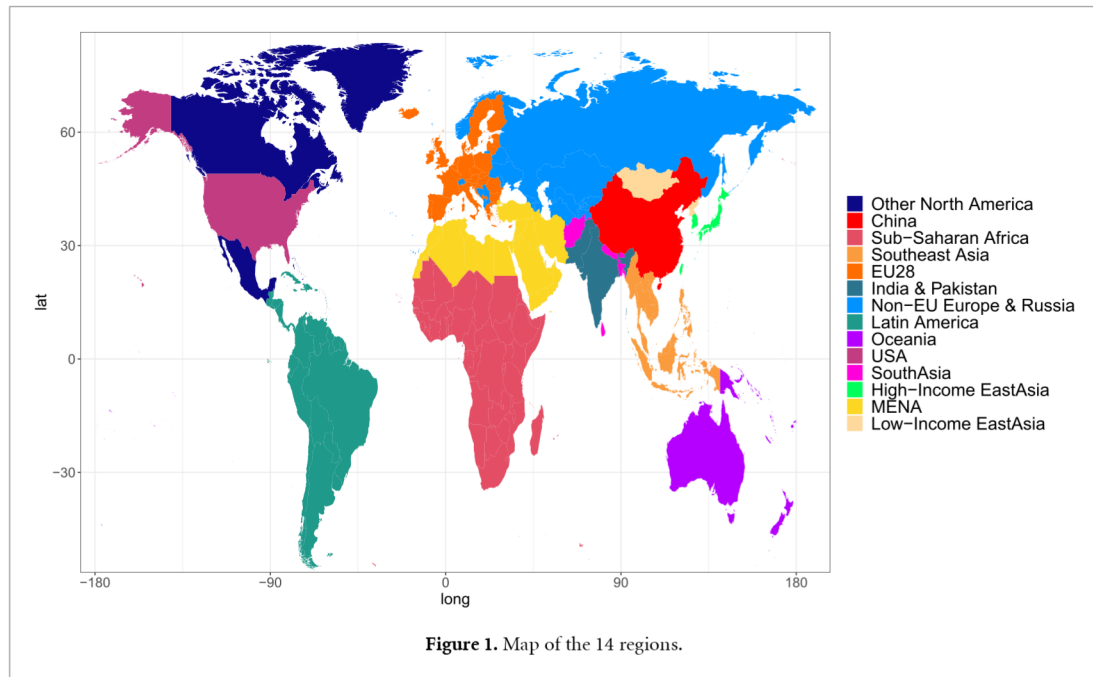 60
30
0
−30
lat
−180
−90
0
90
180
long
Other North America
China
Sub−Saharan Africa
Southeast Asia
EU28
India & Pakistan
Non−EU Europe & Russia
Latin America
Oceania
USA
SouthAsia
High−Income EastAsia
MENA
Low−Income EastAsia
Figure 1. Map of the 14 regions.